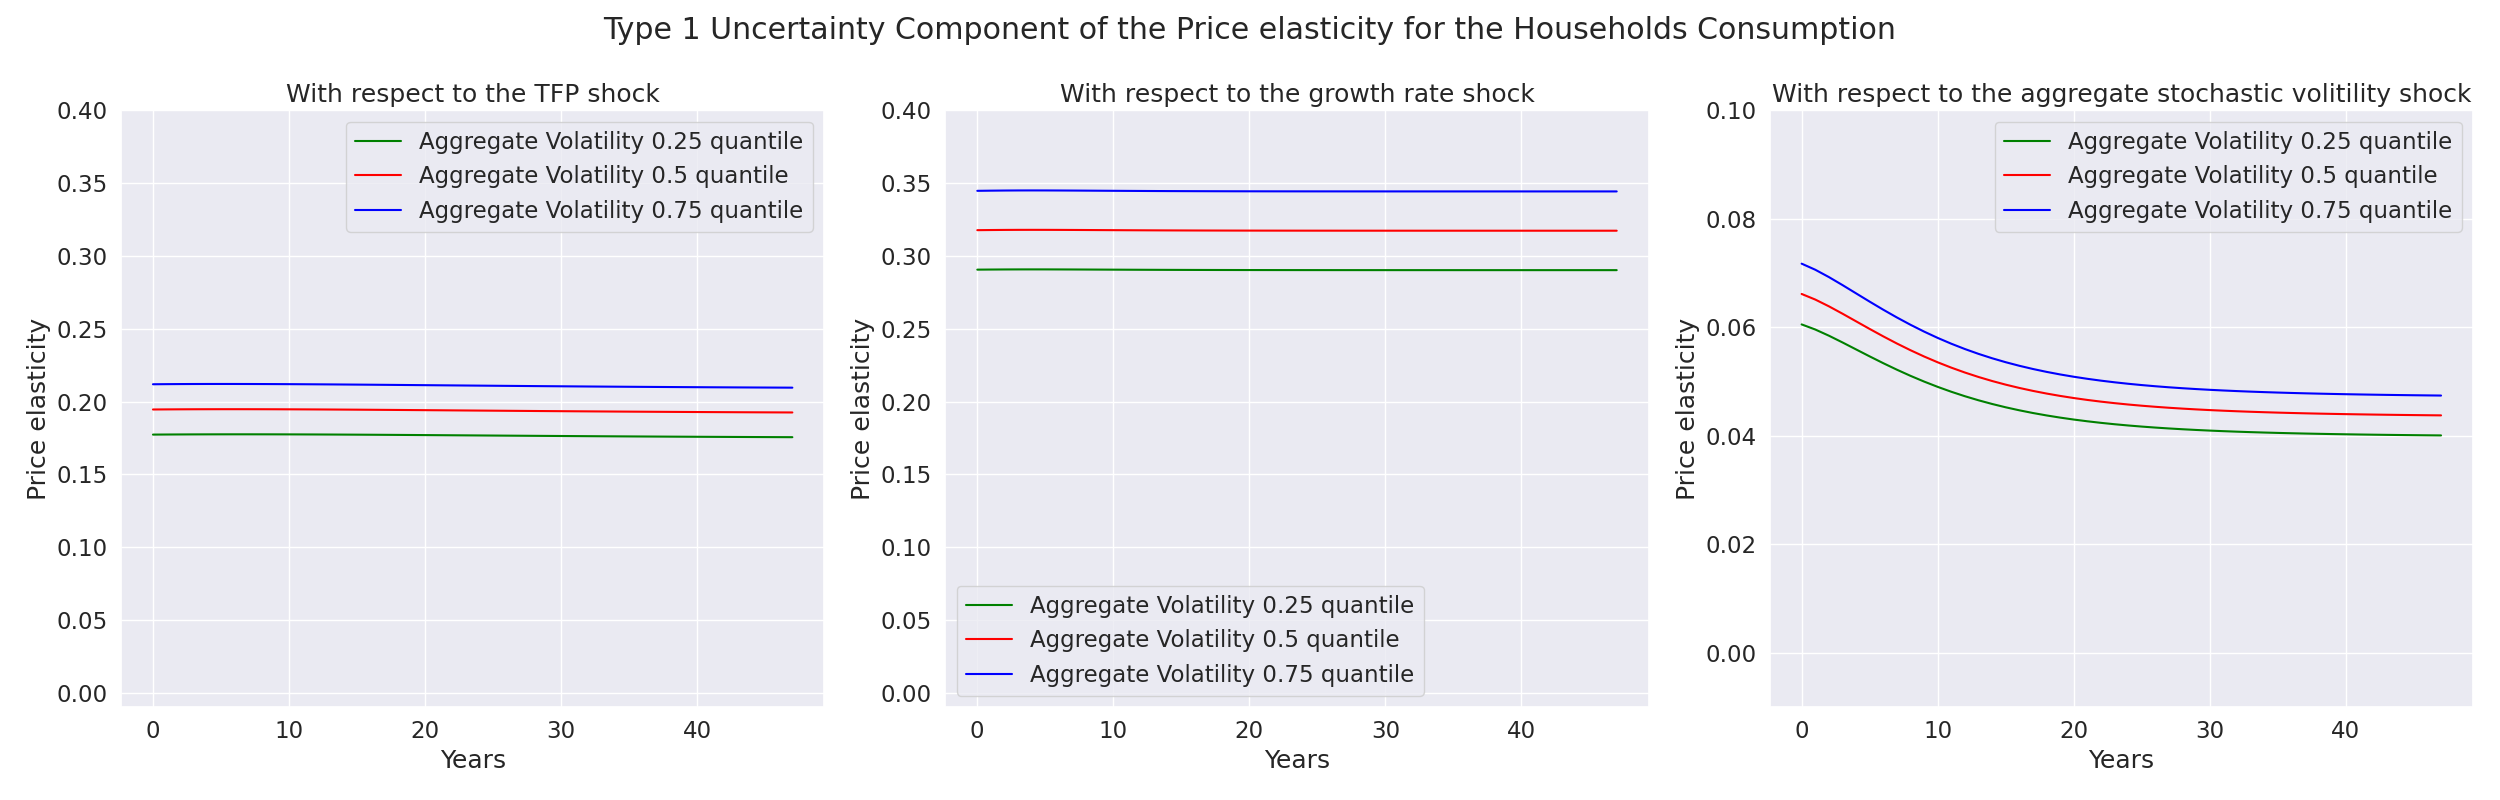 Type 1 Uncertainty Component of the Price elasticity for the Households Consumption
With respect to the TFP shock
0.40
0.35
0.30
0.25
0.20
0.15
0.10
0.05
0.00
Price elasticity
Aggregate Volatility 0.25 quantile
Aggregate Volatility 0.5 quantile
Aggregate Volatility 0.75 quantile
0 10 20 30 40
Years
With respect to the growth rate shock
0.40
0.35
0.30
0.25
0.20
0.15
0.10
0.05
0.00
Price elasticity
Aggregate Volatility 0.25 quantile
Aggregate Volatility 0.5 quantile
Aggregate Volatility 0.75 quantile
0 10 20 30 40
Years
With respect to the aggregate stochastic volitility shock
0.10
0.08
0.06
0.04
0.02
0.00
Price elasticity
Aggregate Volatility 0.25 quantile
Aggregate Volatility 0.5 quantile
Aggregate Volatility 0.75 quantile
0 10 20 30 40
Years